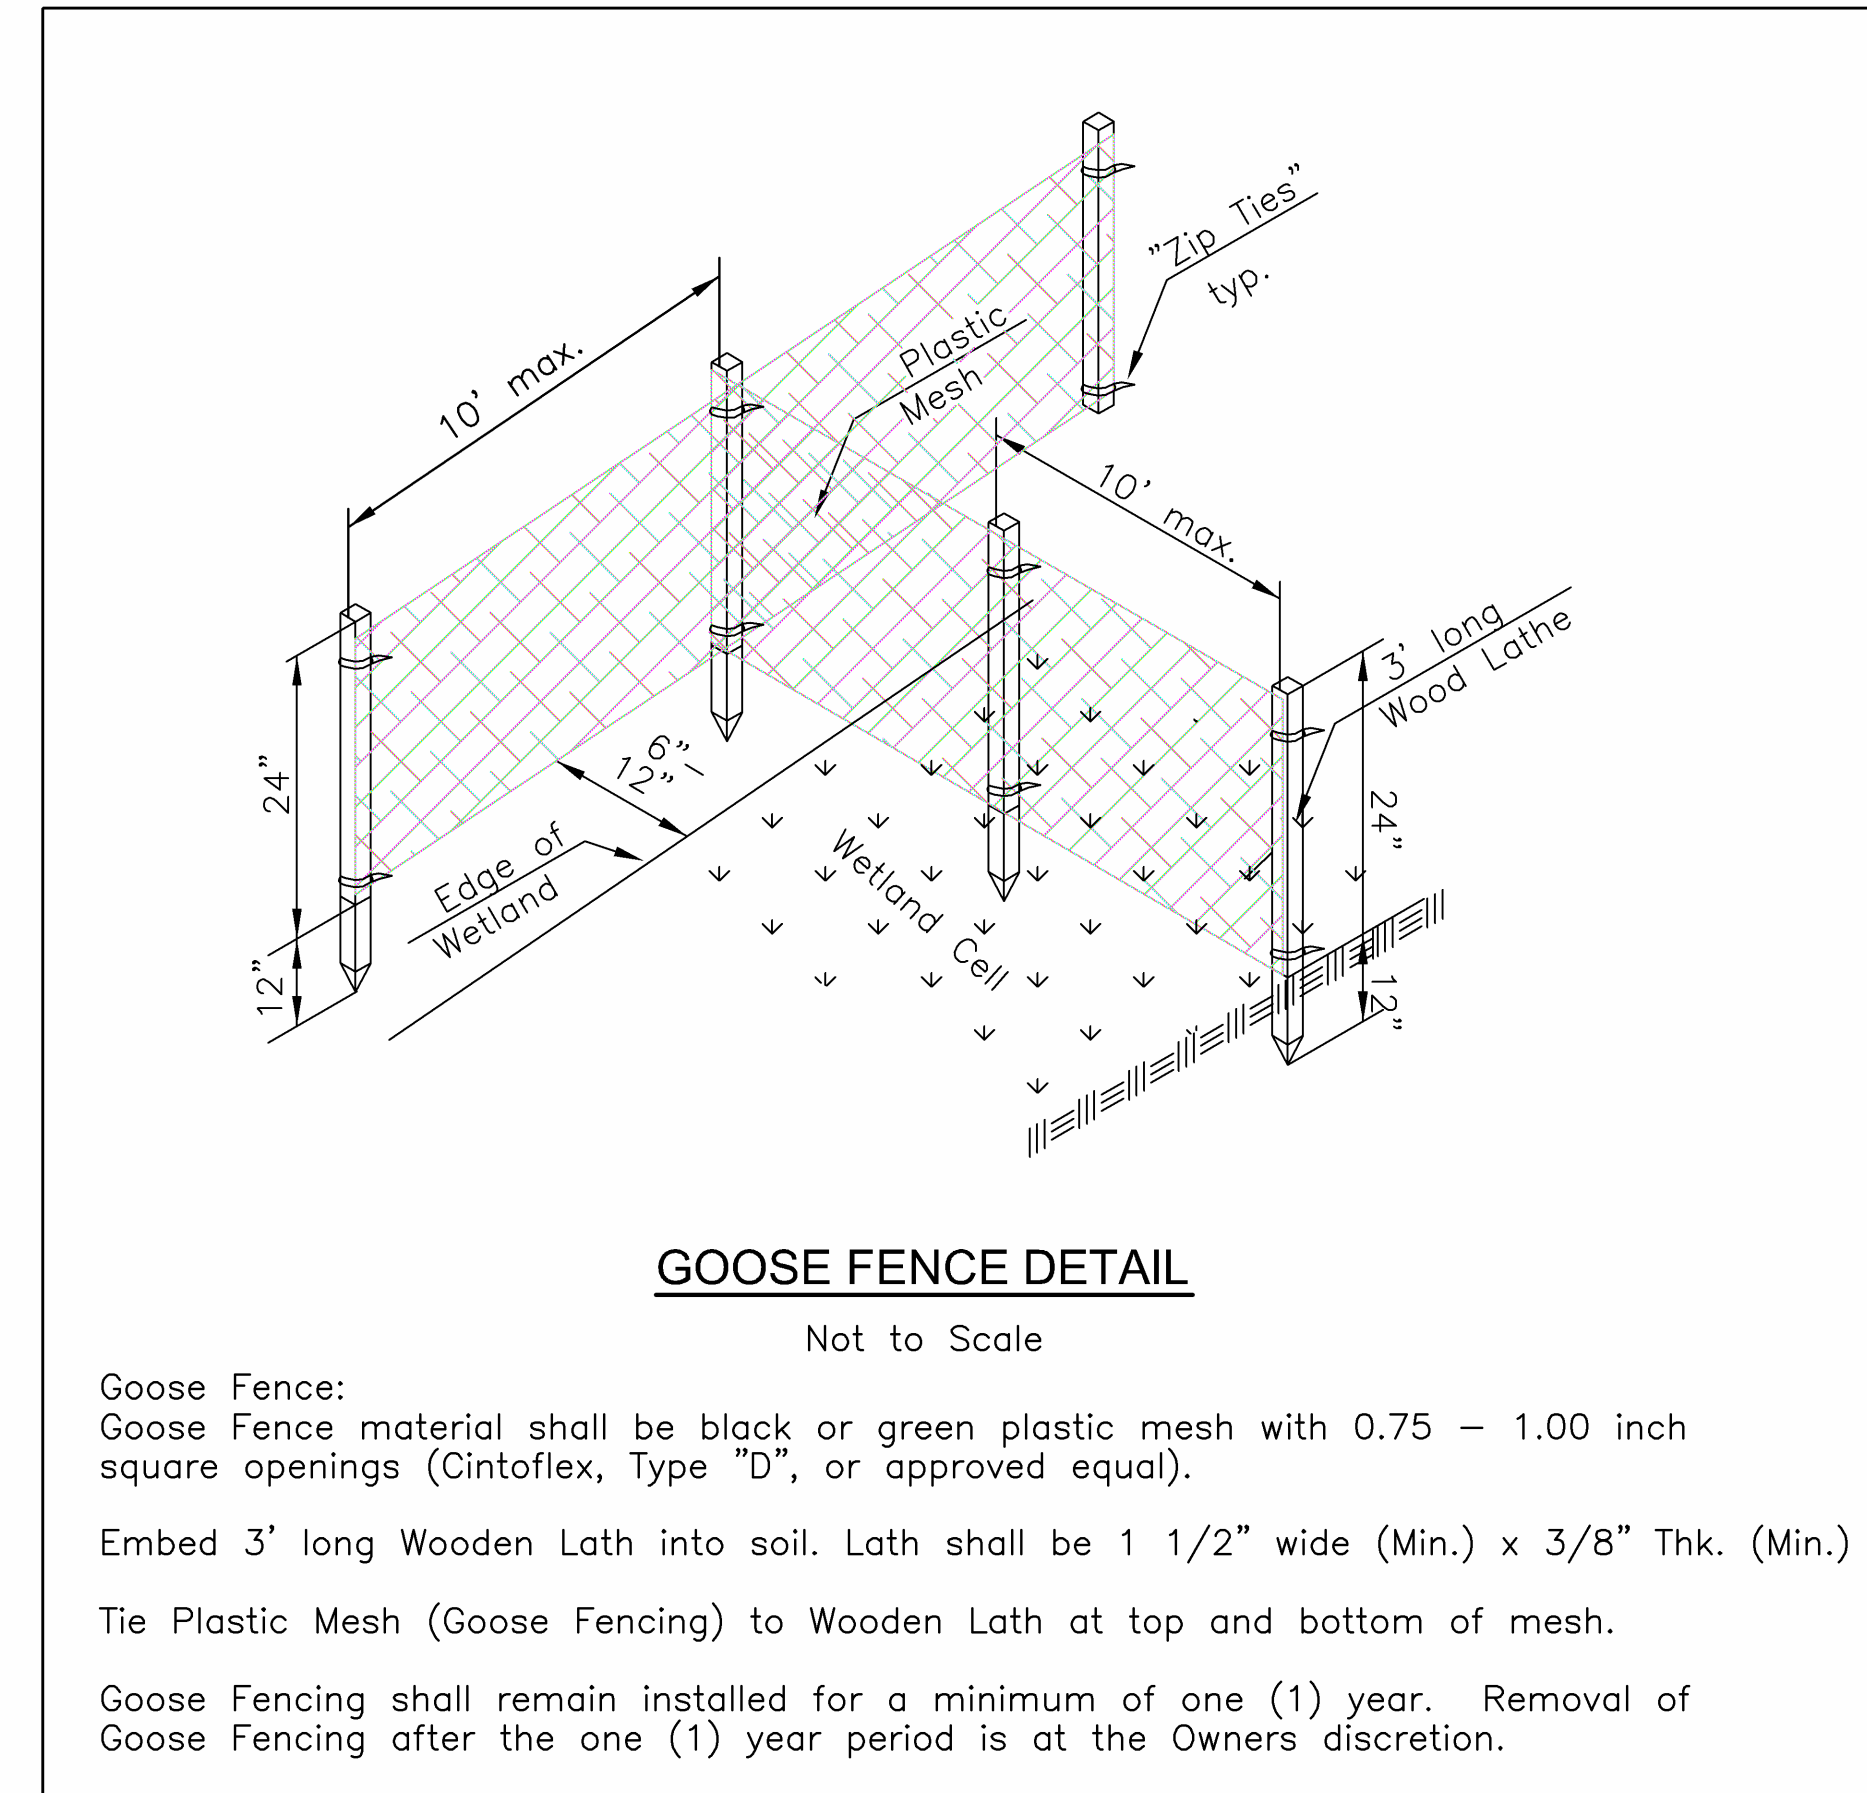 "Zip Ties"
typ.
10' max.
Plastic
Mesh
10' max.
3' long
Wood Lathe
24"
12"
6"-
12"
Edge of
Wetland
Wetland Cell
24"
12"
GOOSE FENCE DETAIL
Not to Scale
Goose Fence:
Goose Fence material shall be black or green plastic mesh with 0.75 – 1.00 inch
square openings (Cintoflex, Type "D", or approved equal).
Embed 3' long Wooden Lath into soil. Lath shall be 1 1/2" wide (Min.) x 3/8" Thk. (Min.)
Tie Plastic Mesh (Goose Fencing) to Wooden Lath at top and bottom of mesh.
Goose Fencing shall remain installed for a minimum of one (1) year. Removal of
Goose Fencing after the one (1) year period is at the Owners discretion.